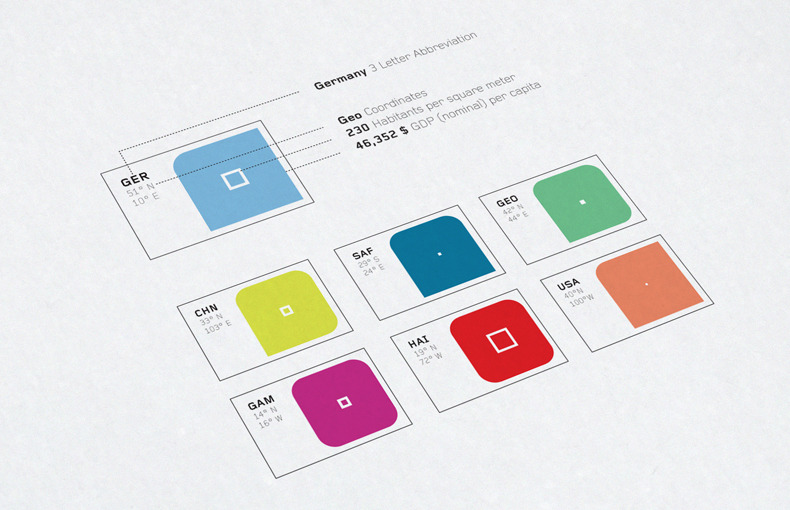 Germany 3 Letter Abbreviation
Geo Coordinates
230 Habitants per square meter
46,352 $ GDP (nominal) per capita
GER
51° N
10° E
GEO
42° N
44° E
SAF
29° S
24° E
USA
40°N
100°W
CHN
33° N
103° E
HAI
19° N
72° W
GAM
14° N
16° W